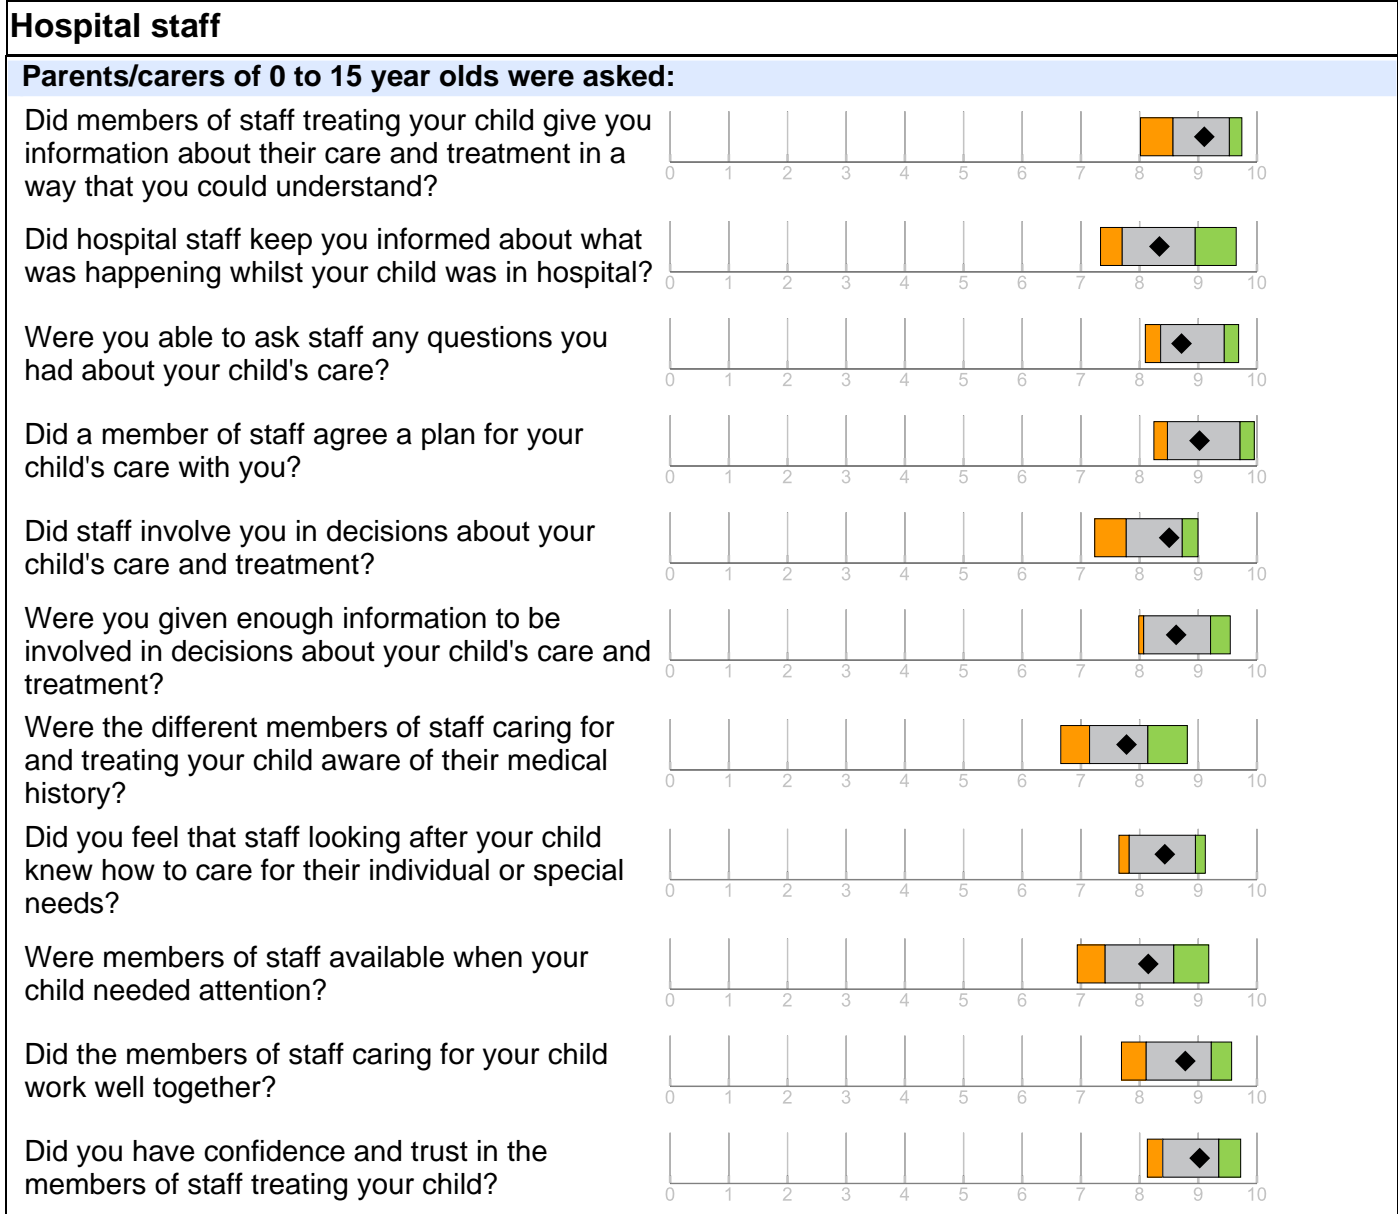 Hospital staff
Parents/carers of 0 to 15 year olds were asked:
Did members of staff treating your child give you
information about their care and treatment in a
way that you could understand?
0 1 2 3 4 5 6 7 8 9 10
Did hospital staff keep you informed about what
was happening whilst your child was in hospital?
0 1 2 3 4 5 6 7 8 9 10
Were you able to ask staff any questions you
had about your child's care?
0 1 2 3 4 5 6 7 8 9 10
Did a member of staff agree a plan for your
child's care with you?
0 1 2 3 4 5 6 7 8 9 10
Did staff involve you in decisions about your
child's care and treatment?
0 1 2 3 4 5 6 7 8 9 10
Were you given enough information to be
involved in decisions about your child's care and
treatment?
0 1 2 3 4 5 6 7 8 9 10
Were the different members of staff caring for
and treating your child aware of their medical
history?
0 1 2 3 4 5 6 7 8 9 10
Did you feel that staff looking after your child
knew how to care for their individual or special
needs?
0 1 2 3 4 5 6 7 8 9 10
Were members of staff available when your
child needed attention?
0 1 2 3 4 5 6 7 8 9 10
Did the members of staff caring for your child
work well together?
0 1 2 3 4 5 6 7 8 9 10
Did you have confidence and trust in the
members of staff treating your child?
0 1 2 3 4 5 6 7 8 9 10